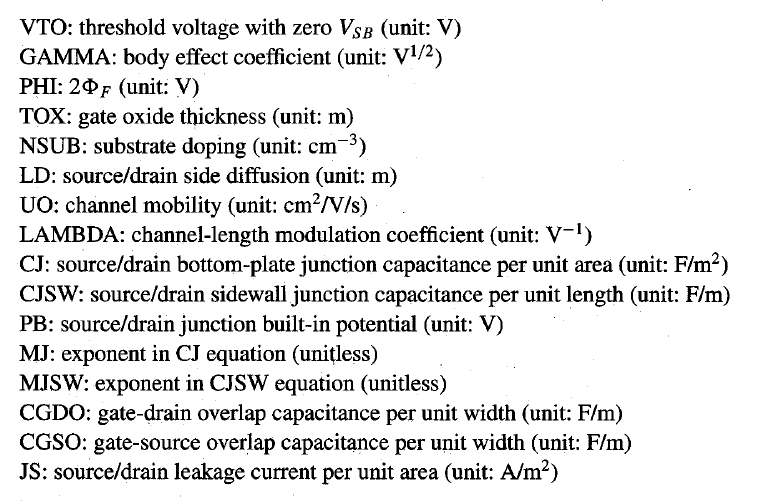 VTO: threshold voltage with zero V_SB (unit: V)
GAMMA: body effect coefficient (unit: V^1/2)
PHI: 2Φ_F (unit: V)
TOX: gate oxide thickness (unit: m)
NSUB: substrate doping (unit: cm^−3)
LD: source/drain side diffusion (unit: m)
UO: channel mobility (unit: cm^2/V/s)
LAMBDA: channel-length modulation coefficient (unit: V^−1)
CJ: source/drain bottom-plate junction capacitance per unit area (unit: F/m^2)
CJSW: source/drain sidewall junction capacitance per unit length (unit: F/m)
PB: source/drain junction built-in potential (unit: V)
MJ: exponent in CJ equation (unitless)
MJSW: exponent in CJSW equation (unitless)
CGDO: gate-drain overlap capacitance per unit width (unit: F/m)
CGSO: gate-source overlap capacitance per unit width (unit: F/m)
JS: source/drain leakage current per unit area (unit: A/m^2)